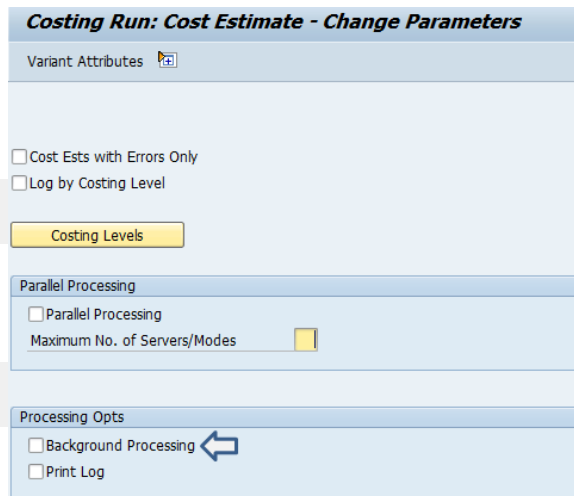 Costing Run: Cost Estimate - Change Parameters
Variant Attributes
Cost Ests with Errors Only
Log by Costing Level
Costing Levels
Parallel Processing
Parallel Processing
Maximum No. of Servers/Modes
Processing Opts
Background Processing
Print Log